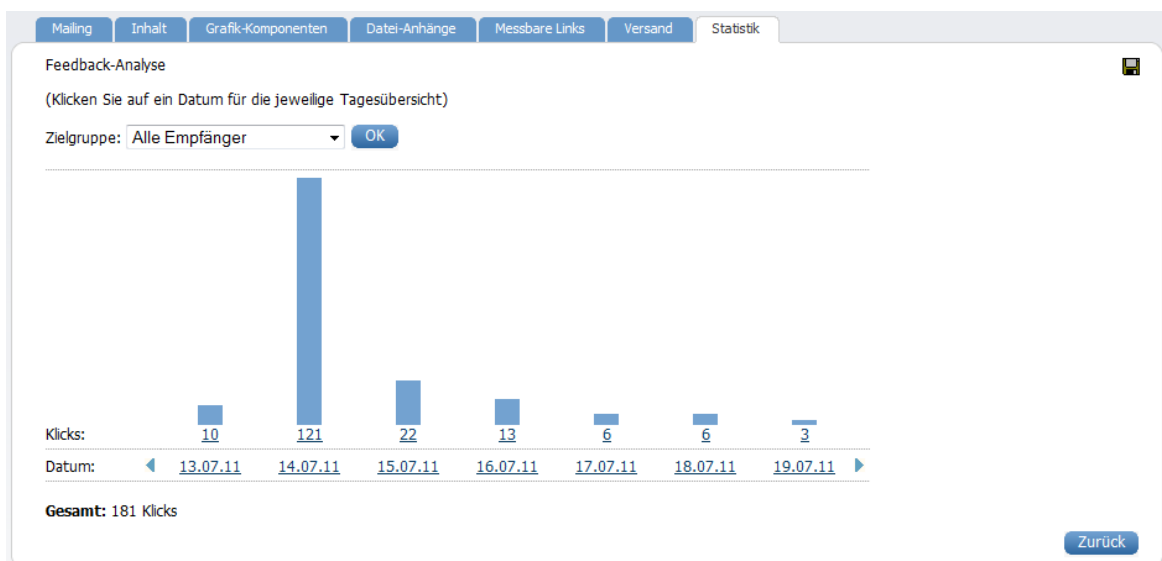 Mailing Inhalt Grafik-Komponenten Datei-Anhänge Messbare Links Versand Statistik
Feedback-Analyse
(Klicken Sie auf ein Datum für die jeweilige Tagesübersicht)
Zielgruppe: Alle Empfänger OK
Klicks: 10 121 22 13 6 6 3
Datum: 13.07.11 14.07.11 15.07.11 16.07.11 17.07.11 18.07.11 19.07.11
Gesamt: 181 Klicks
Zurück